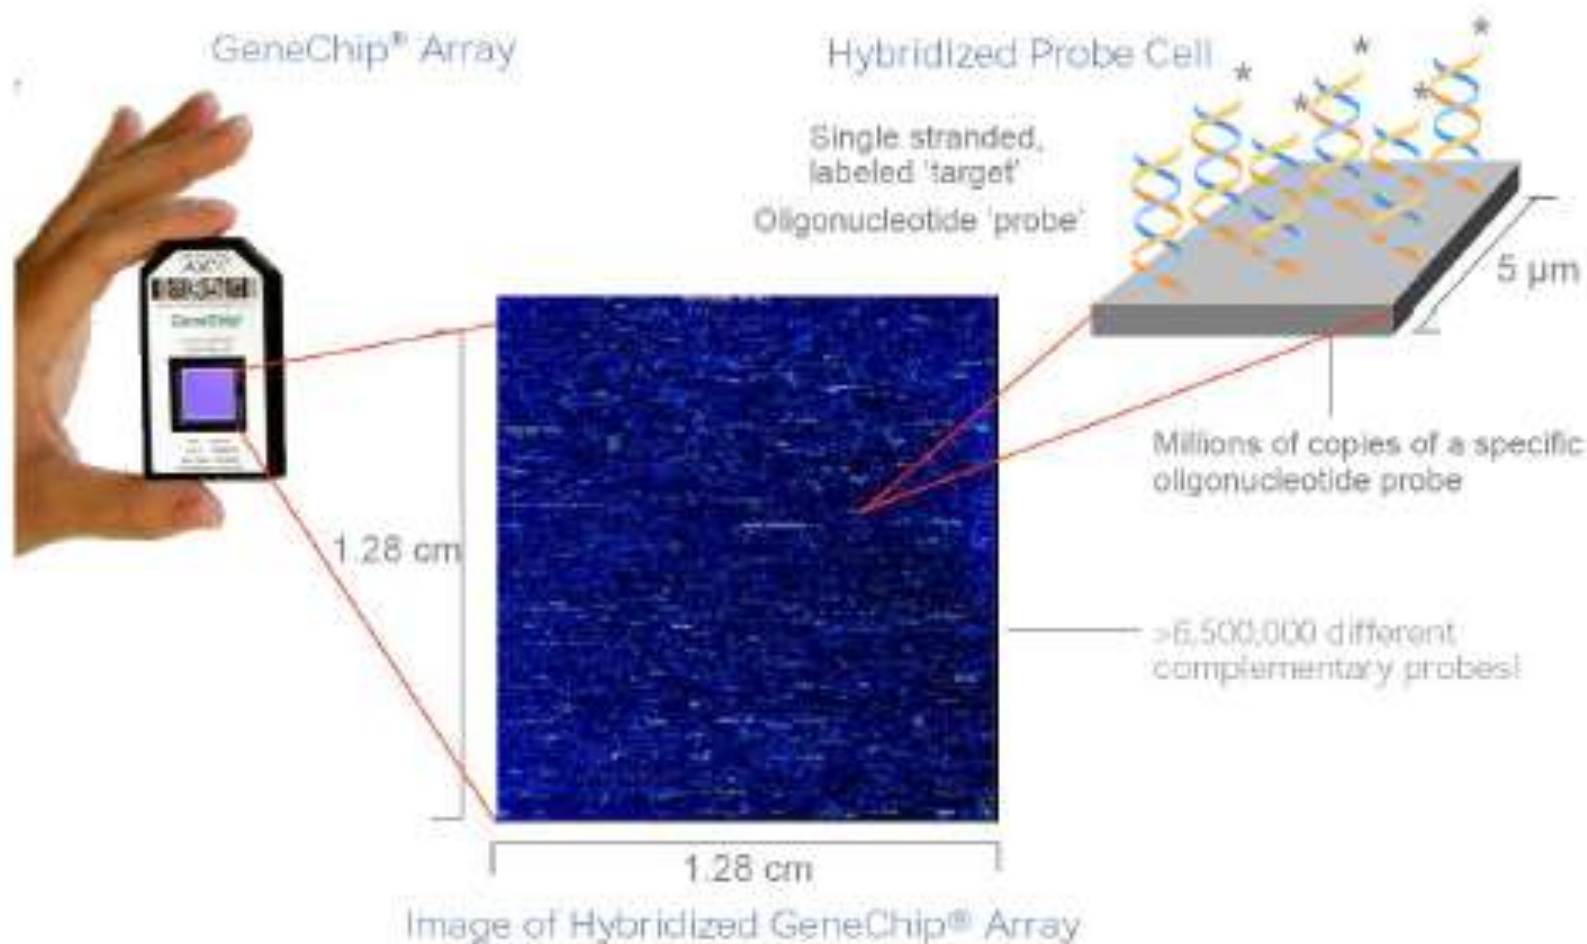 GeneChip® Array
Hybridized Probe Cell
Single stranded,
labeled 'target'
Oligonucleotide 'probe'
* * * * *
5 µm
GeneChip®
Millions of copies of a specific
oligonucleotide probe
1.28 cm
>6,500,000 different
complementary probes!
1.28 cm
Image of Hybridized GeneChip® Array